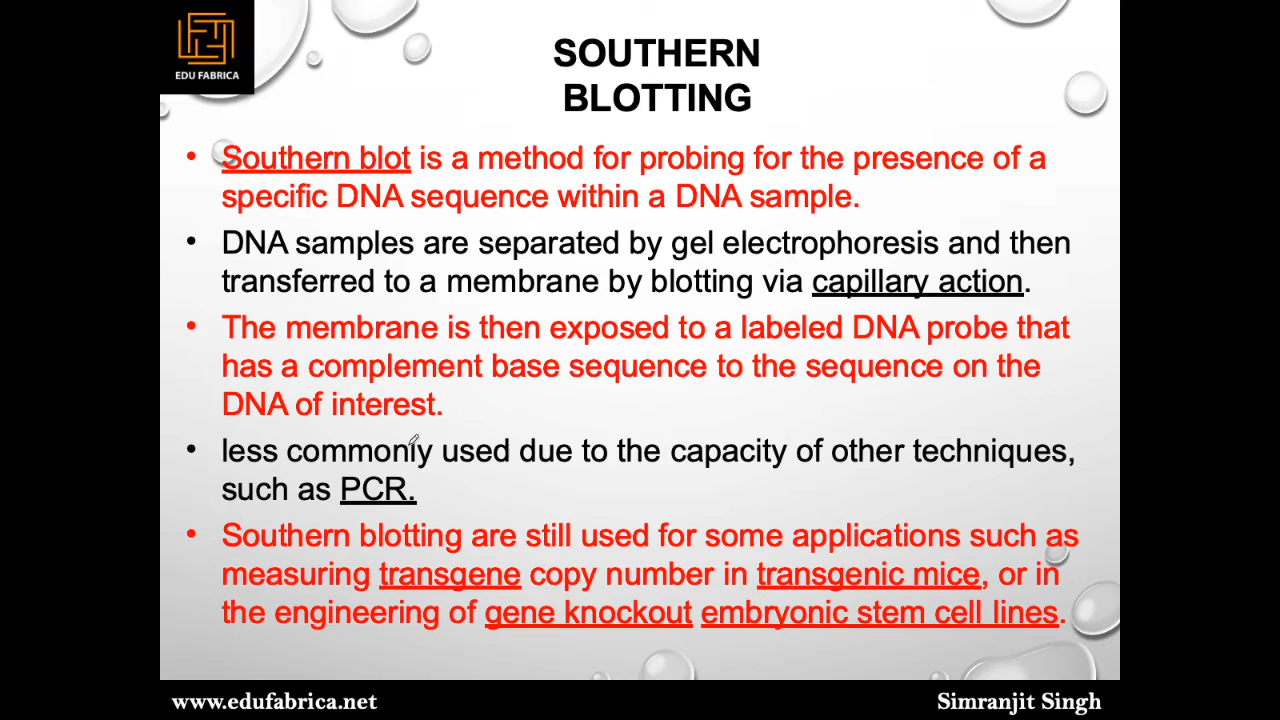 EDU FABRICA
SOUTHERN
BLOTTING
• Southern blot is a method for probing for the presence of a
specific DNA sequence within a DNA sample.
• DNA samples are separated by gel electrophoresis and then
transferred to a membrane by blotting via capillary action.
• The membrane is then exposed to a labeled DNA probe that
has a complement base sequence to the sequence on the
DNA of interest.
• less commonly used due to the capacity of other techniques,
such as PCR.
• Southern blotting are still used for some applications such as
measuring transgene copy number in transgenic mice, or in
the engineering of gene knockout embryonic stem cell lines.
www.edufabrica.net
Simranjit Singh